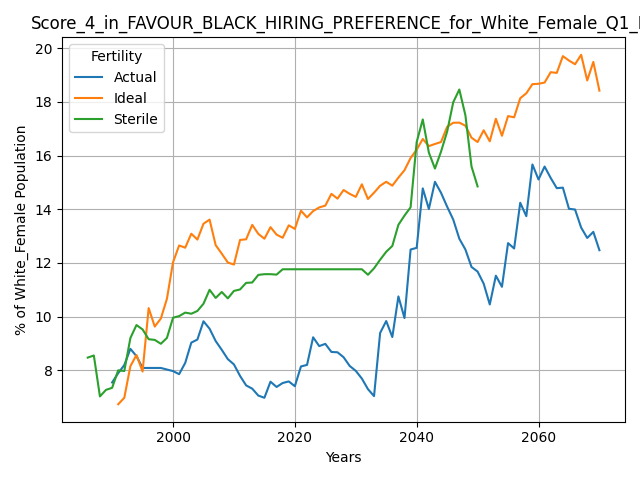 Score_4_in_FAVOUR_BLACK_HIRING_PREFERENCE_for_White_Female_Q1_
Fertility
Actual
Ideal
Sterile
% of White_Female Population
20
18
16
14
12
10
8
2000
2020
2040
2060
Years